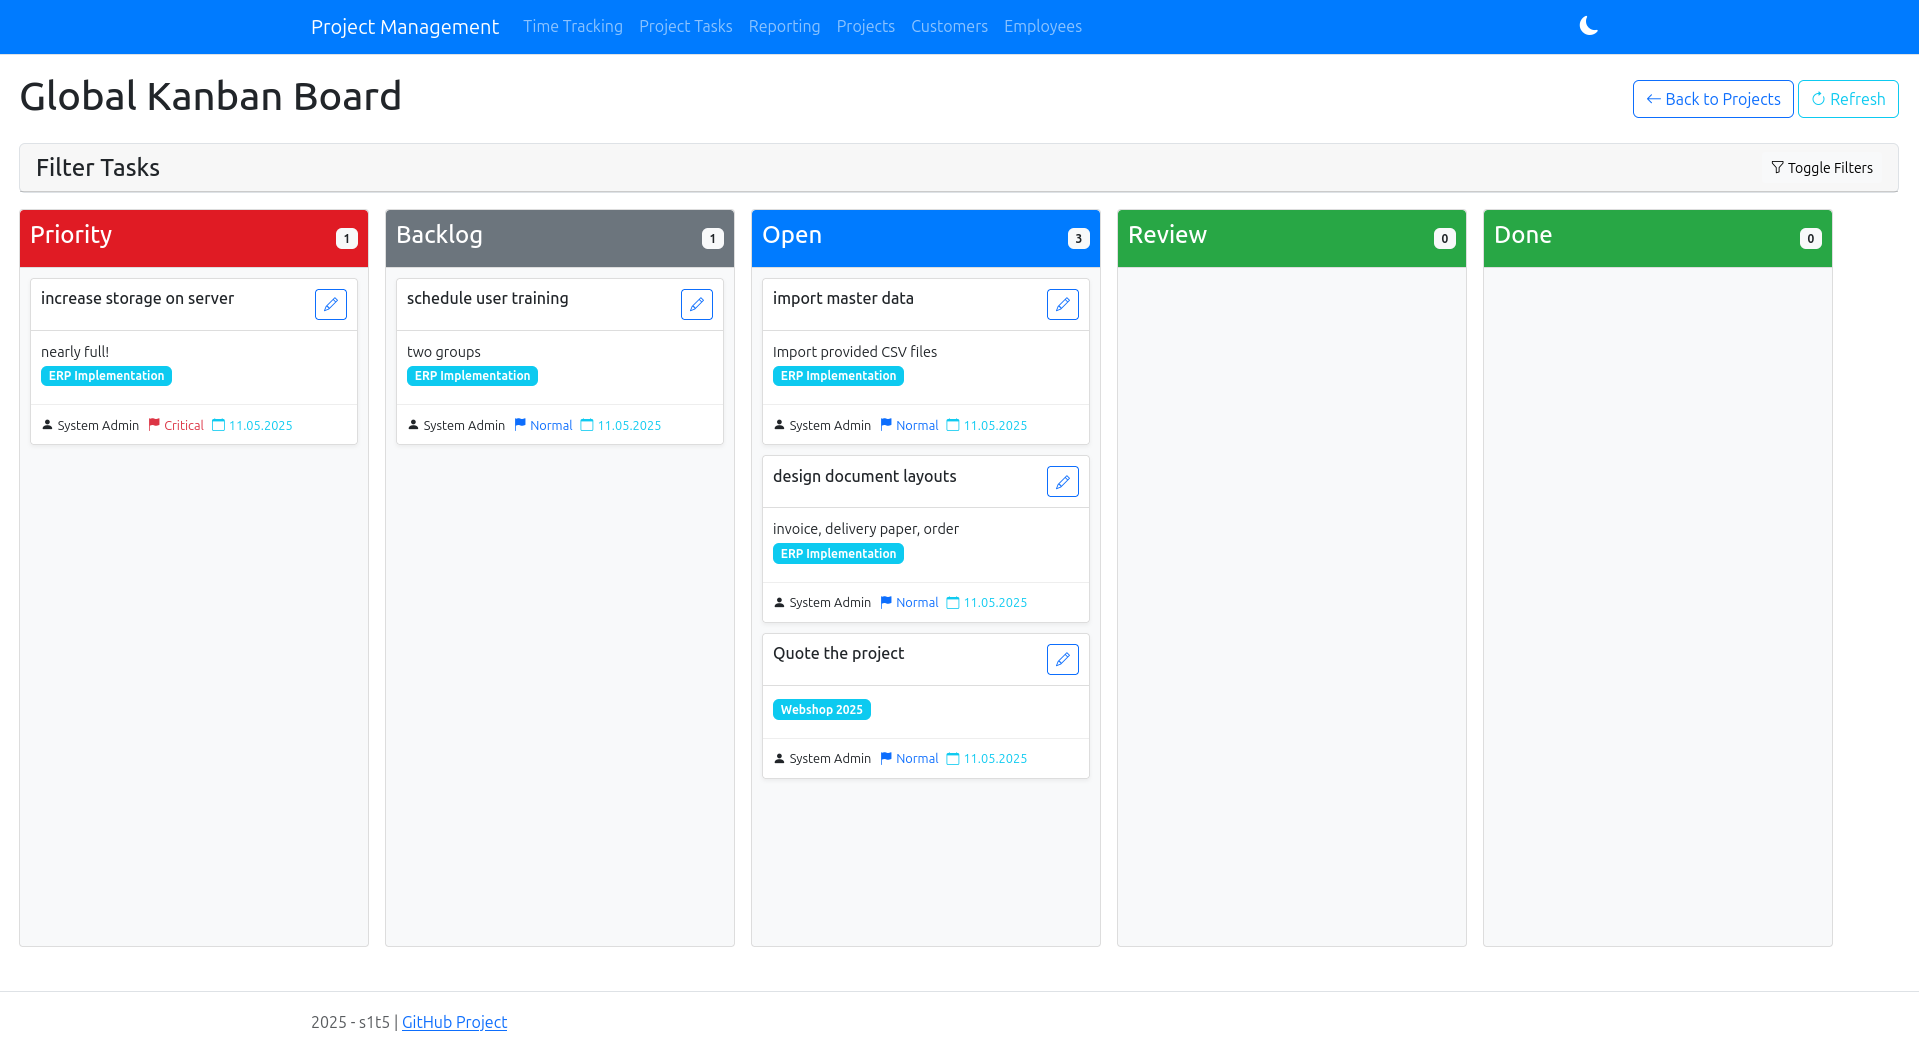 Project Management Time Tracking Project Tasks Reporting Projects Customers Employees
Global Kanban Board
Back to Projects
Refresh
Filter Tasks
Toggle Filters
Priority
1
increase storage on server
nearly full!
ERP Implementation
System Admin Critical 11.05.2025
Backlog
1
schedule user training
two groups
ERP Implementation
System Admin Normal 11.05.2025
Open
3
import master data
Import provided CSV files
ERP Implementation
System Admin Normal 11.05.2025
design document layouts
invoice, delivery paper, order
ERP Implementation
System Admin Normal 11.05.2025
Quote the project
Webshop 2025
System Admin Normal 11.05.2025
Review
0
Done
0
2025 - s1t5 | GitHub Project